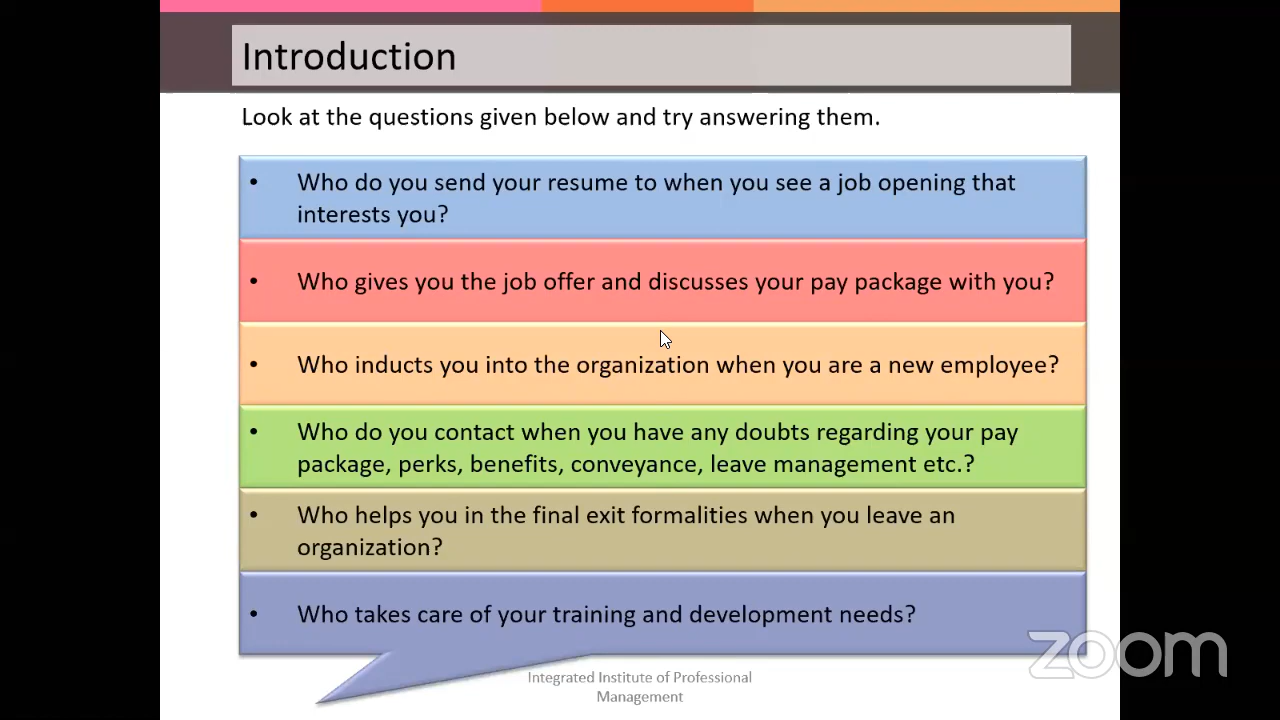 Introduction
Look at the questions given below and try answering them.
• Who do you send your resume to when you see a job opening that
interests you?
• Who gives you the job offer and discusses your pay package with you?
• Who inducts you into the organization when you are a new employee?
• Who do you contact when you have any doubts regarding your pay
package, perks, benefits, conveyance, leave management etc.?
• Who helps you in the final exit formalities when you leave an
organization?
• Who takes care of your training and development needs?
zoom
Integrated Institute of Professional
Management